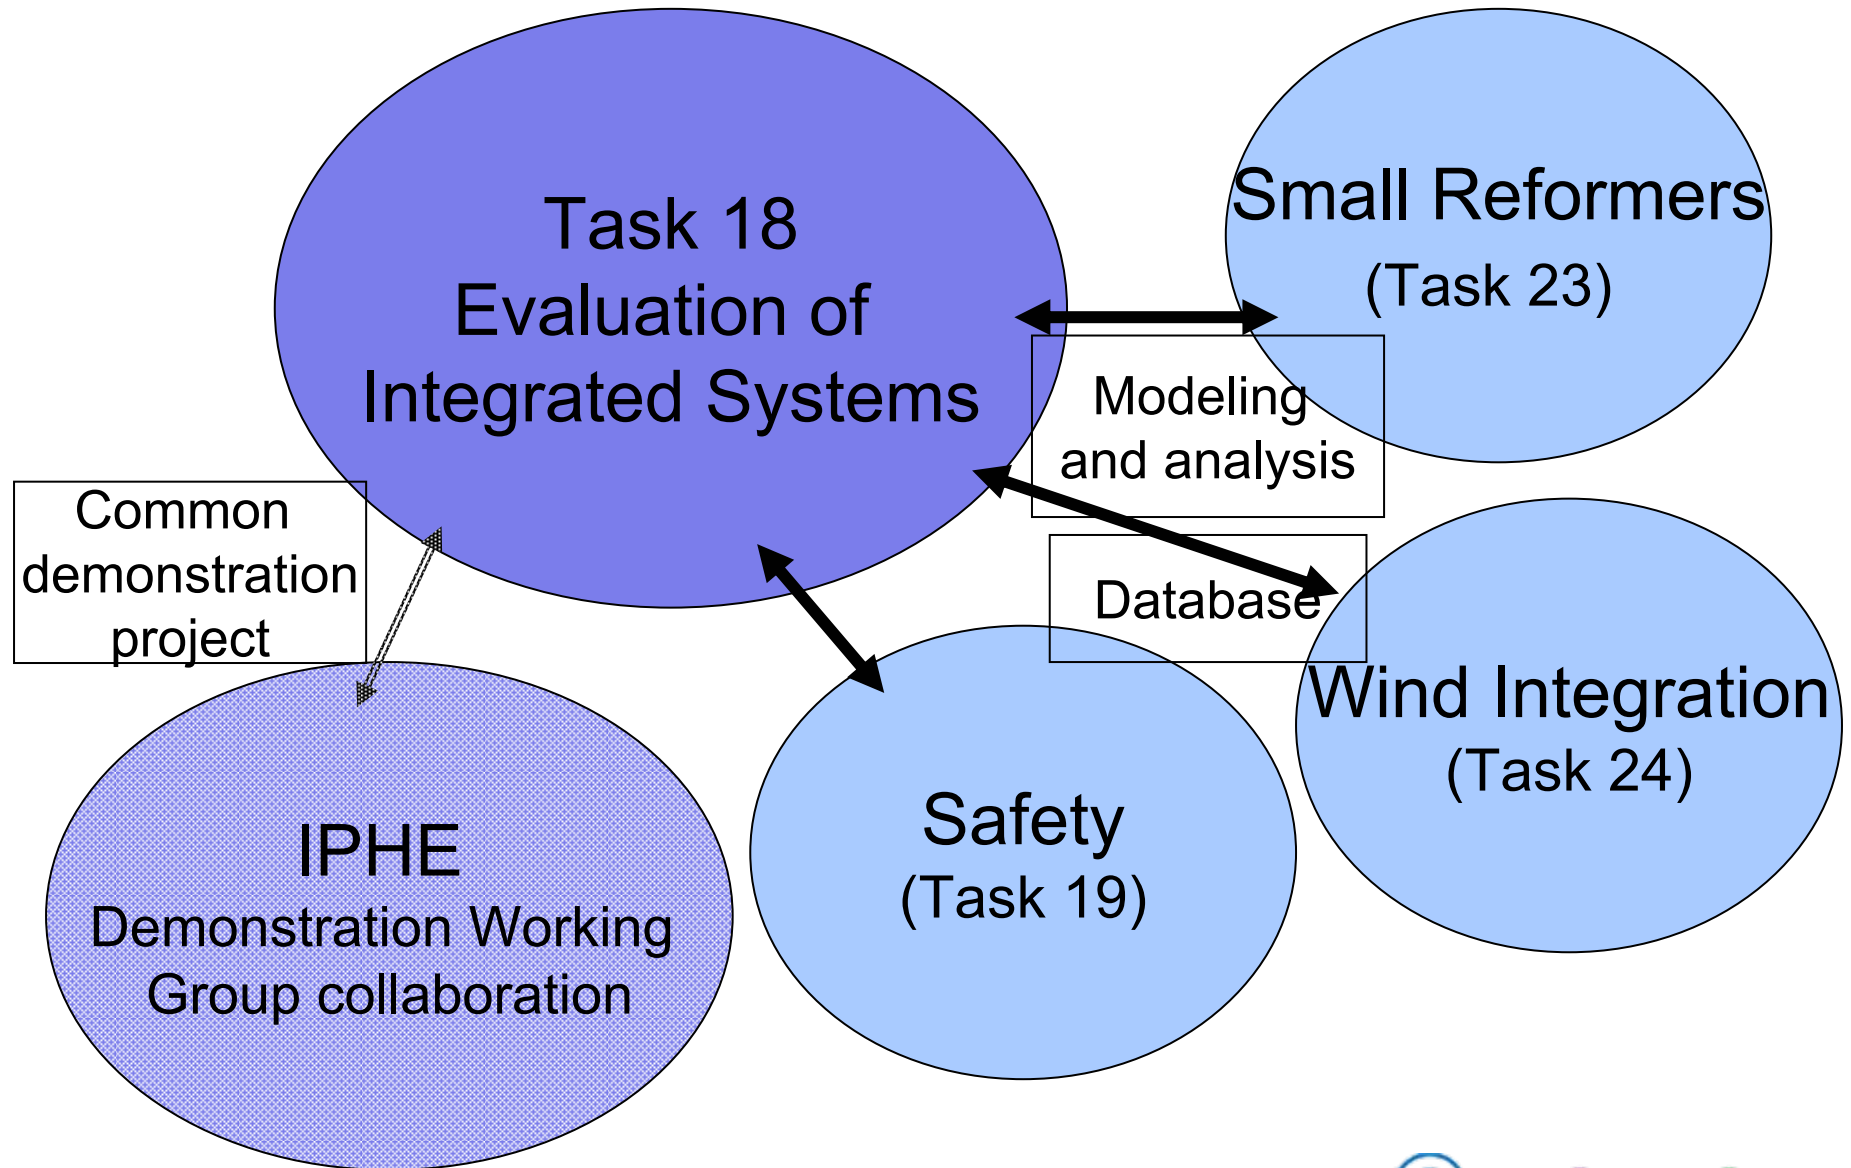 Task 18
Evaluation of
Integrated Systems
Small Reformers
(Task 23)
Modeling
and analysis
Common
demonstration
project
Database
Wind Integration
(Task 24)
Safety
(Task 19)
IPHE
Demonstration Working
Group collaboration